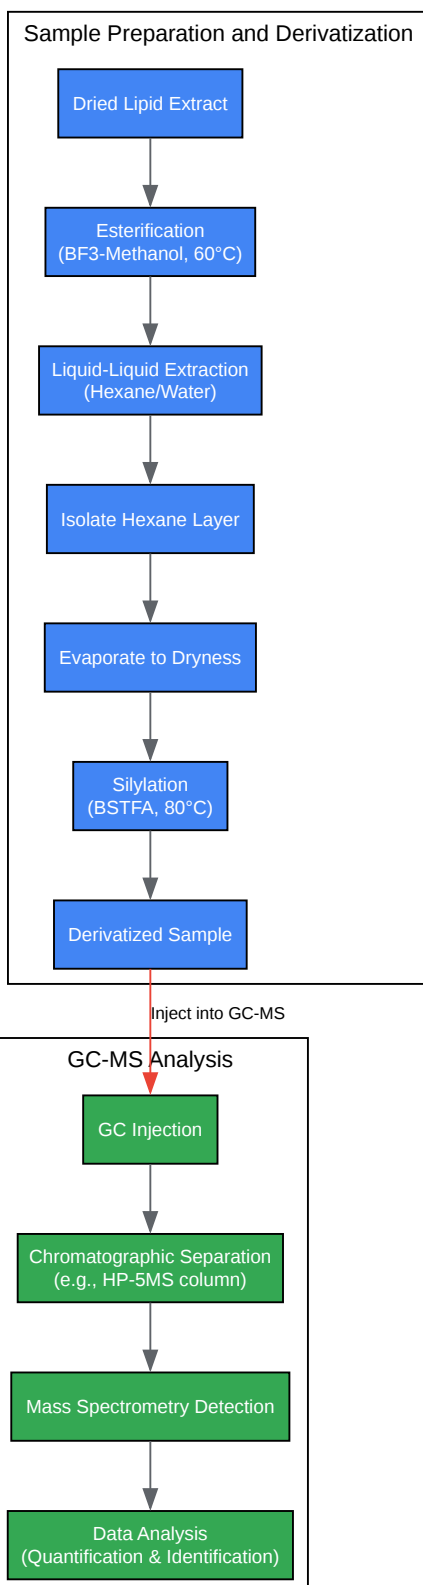 Sample Preparation and Derivatization
Dried Lipid Extract
Esterification
(BF3-Methanol, 60°C)
Liquid-Liquid Extraction
(Hexane/Water)
Isolate Hexane Layer
Evaporate to Dryness
Silylation
(BSTFA, 80°C)
Derivatized Sample
Inject into GC-MS
GC-MS Analysis
GC Injection
Chromatographic Separation
(e.g., HP-5MS column)
Mass Spectrometry Detection
Data Analysis
(Quantification & Identification)